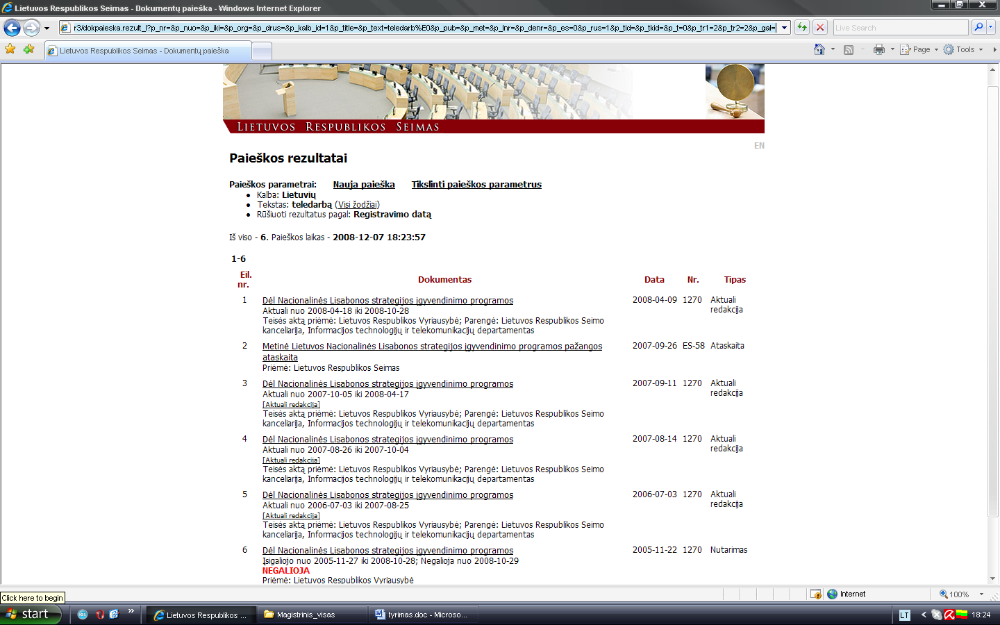 Lietuvos Respublikos Seimas - Dokumentų paieška - Windows Internet Explorer
r3/dokpaieska.rezult_l?p_nr=&p_nuo=&p_iki=&p_org=&p_drus=&p_kalb_id=1&p_title=&p_text=teledarb%E0&p_pub=&p_met=&p_lnr=&p_denr=&p_es=0&p_rus=1&p_tid=&p_tkid=&p_t=0&p_tr1=2&p_tr2=2&p_gal=
Live Search
Lietuvos Respublikos Seimas - Dokumentų paieška
Page
Tools
LIETUVOS RESPUBLIKOS SEIMAS
EN
Paieškos rezultatai
Paieškos parametrai: Nauja paieška Tikslinti paieškos parametrus
• Kalba: Lietuvių
• Tekstas: teledarbą (Visi žodžiai)
• Rūšiuoti rezultatus pagal: Registravimo datą
Iš viso - 6. Paieškos laikas - 2008-12-07 18:23:57
1-6
Eil. nr. Dokumentas Data Nr. Tipas
1 Dėl Nacionalinės Lisabonos strategijos įgyvendinimo programos 2008-04-09 1270 Aktuali redakcija
Aktuali nuo 2008-04-18 iki 2008-10-28
Teisės aktą priėmė: Lietuvos Respublikos Vyriausybė; Parengė: Lietuvos Respublikos Seimo
kanceliarija, Informacijos technologijų ir telekomunikacijų departamentas
2 Metinė Lietuvos Nacionalinės Lisabonos strategijos įgyvendinimo programos pažangos 2007-09-26 ES-58 Ataskaita
ataskaita
Priėmė: Lietuvos Respublikos Seimas
3 Dėl Nacionalinės Lisabonos strategijos įgyvendinimo programos 2007-09-11 1270 Aktuali redakcija
Aktuali nuo 2007-10-05 iki 2008-04-17
[Aktuali redakcija]
Teisės aktą priėmė: Lietuvos Respublikos Vyriausybė; Parengė: Lietuvos Respublikos Seimo
kanceliarija, Informacijos technologijų ir telekomunikacijų departamentas
4 Dėl Nacionalinės Lisabonos strategijos įgyvendinimo programos 2007-08-14 1270 Aktuali redakcija
Aktuali nuo 2007-08-26 iki 2007-10-04
[Aktuali redakcija]
Teisės aktą priėmė: Lietuvos Respublikos Vyriausybė; Parengė: Lietuvos Respublikos Seimo
kanceliarija, Informacijos technologijų ir telekomunikacijų departamentas
5 Dėl Nacionalinės Lisabonos strategijos įgyvendinimo programos 2006-07-03 1270 Aktuali redakcija
Aktuali nuo 2006-07-03 iki 2007-08-25
[Aktuali redakcija]
Teisės aktą priėmė: Lietuvos Respublikos Vyriausybė; Parengė: Lietuvos Respublikos Seimo
kanceliarija, Informacijos technologijų ir telekomunikacijų departamentas
6 Dėl Nacionalinės Lisabonos strategijos įgyvendinimo programos 2005-11-22 1270 Nutarimas
Įsigaliojo nuo 2005-11-27 iki 2008-10-28; Negalioja nuo 2008-10-29
NEGALIOJA
Priėmė: Lietuvos Respublikos Vyriausybė
Click here to begin
Internet
100%
start
Lietuvos Respublikos ...
Magistrinis_visas
tyrimas.doc - Microso...
LT
18:24